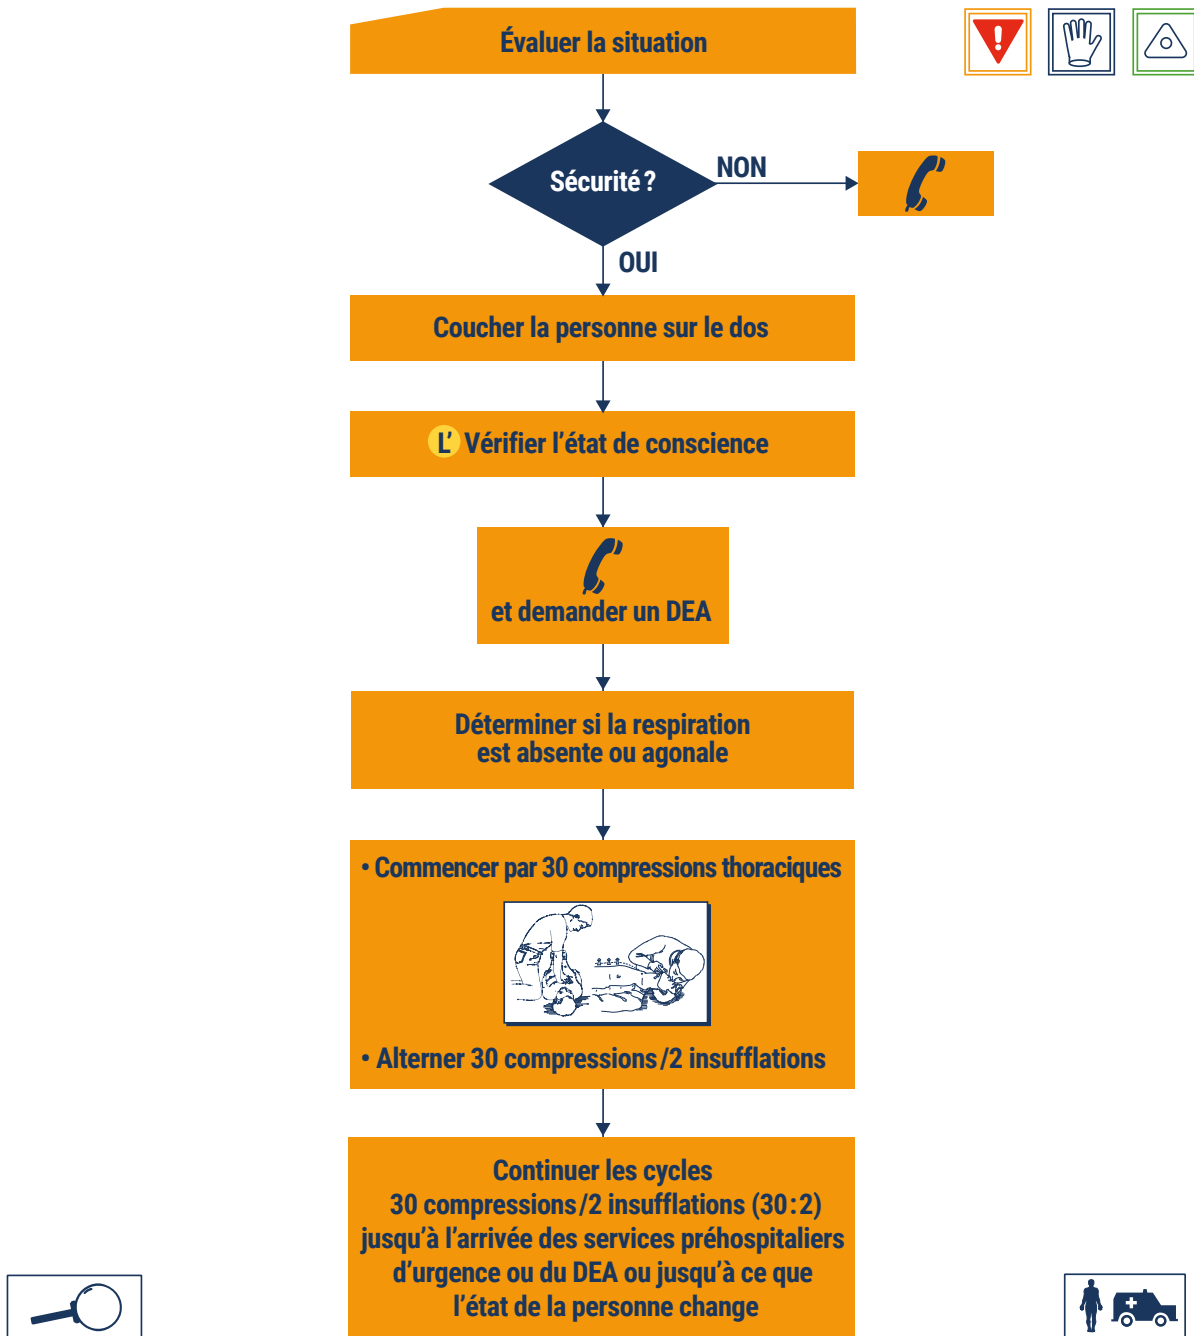 Évaluer la situation
Sécurité ?
NON
OUI
Coucher la personne sur le dos
L’ Vérifier l’état de conscience
et demander un DEA
Déterminer si la respiration
est absente ou agonale
• Commencer par 30 compressions thoraciques
• Alterner 30 compressions /2 insufflations
Continuer les cycles
30 compressions /2 insufflations (30 : 2)
jusqu’à l’arrivée des services préhospitaliers
d’urgence ou du DEA ou jusqu’à ce que
l’état de la personne change